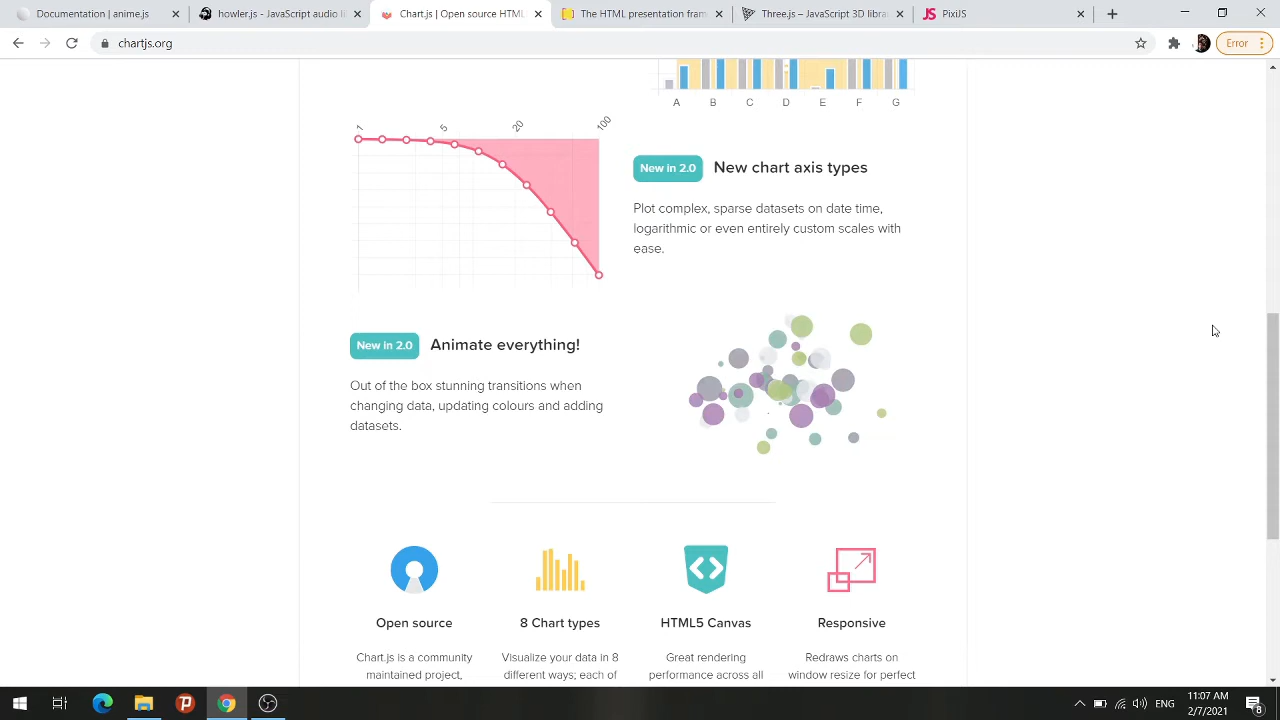 Documentation | anime.
howler.js - JavaScript audio li
Chart.js | Open source HTML
The HTML presentation fram
Three.js – JavaScript 3D libra
JS PixiJS
chartjs.org
Error
A B C D E F G
1 5 20 100
New in 2.0 New chart axis types
Plot complex, sparse datasets on date time,
logarithmic or even entirely custom scales with
ease.
New in 2.0 Animate everything!
Out of the box stunning transitions when
changing data, updating colours and adding
datasets.
Open source 8 Chart types HTML5 Canvas Responsive
Chart.js is a community Visualize your data in 8 Great rendering Redraws charts on
maintained project, different ways; each of performance across all window resize for perfect
ENG
11:07 AM
2/7/2021
8